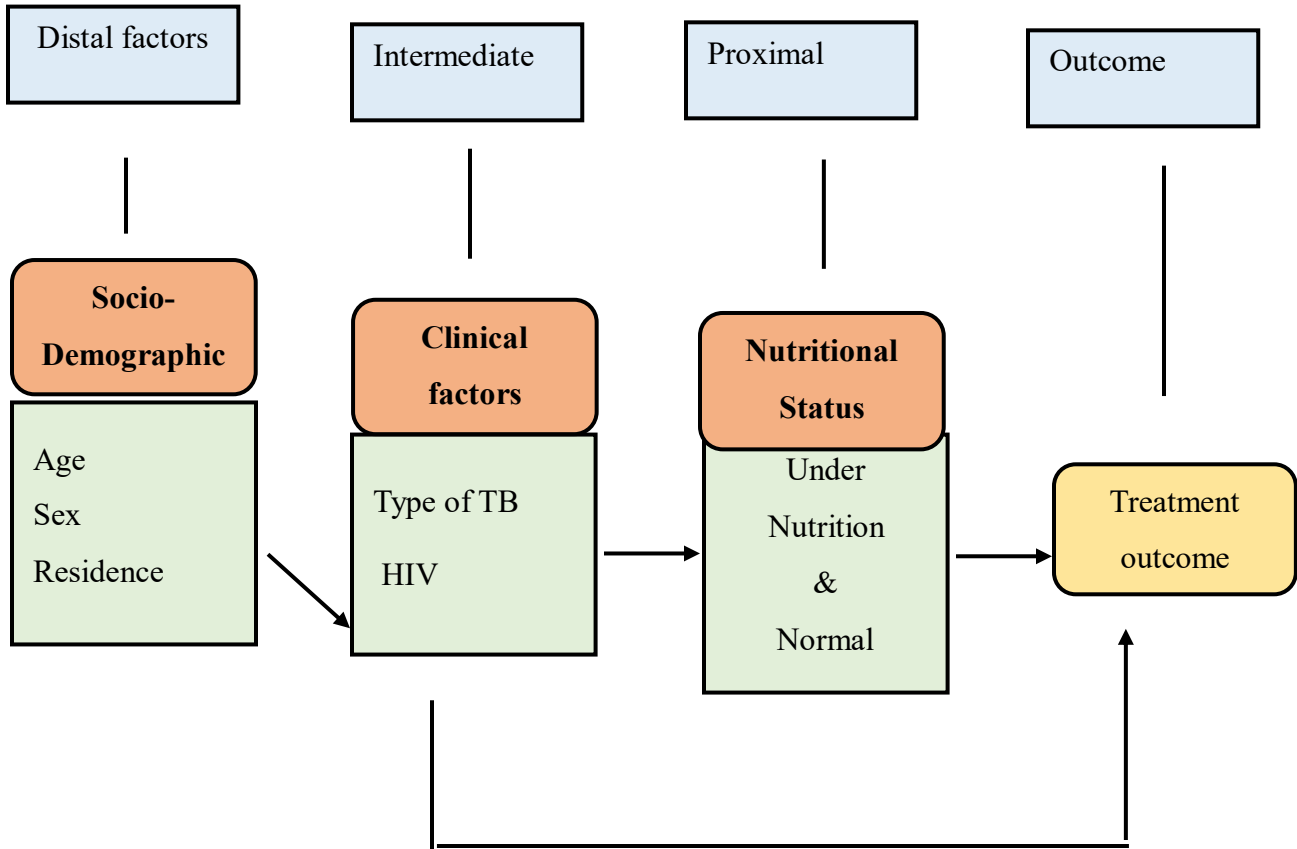 Distal factors
Intermediate
Proximal
Outcome
Socio-
Demographic
Age
Sex
Residence
Clinical
factors
Type of TB
HIV
Nutritional
Status
Under
Nutrition
&
Normal
Treatment
outcome